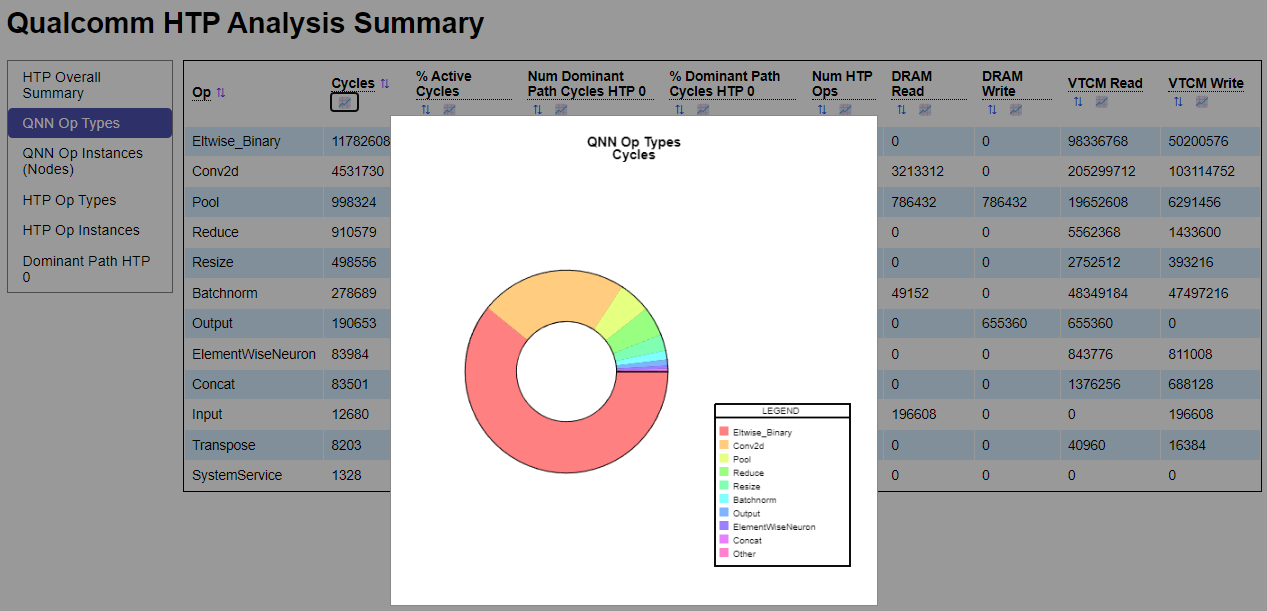 Qualcomm HTP Analysis Summary
HTP Overall
Summary
QNN Op Types
QNN Op Instances
(Nodes)
HTP Op Types
HTP Op Instances
Dominant Path HTP
0
Op
Cycles
% Active
Cycles
Num Dominant
Path Cycles HTP 0
% Dominant Path
Cycles HTP 0
Num HTP
Ops
DRAM
Read
DRAM
Write
VTCM Read
VTCM Write
Eltwise_Binary 11782608 0 0 98336768 50200576
Conv2d 4531730 3213312 0 205299712 103114752
Pool 998324 786432 786432 19652608 6291456
Reduce 910579 0 0 5562368 1433600
Resize 498556 0 0 2752512 393216
Batchnorm 278689 49152 0 48349184 47497216
Output 190653 0 655360 655360 0
ElementWiseNeuron 83984 0 0 843776 811008
Concat 83501 0 0 1376256 688128
Input 12680 196608 0 0 196608
Transpose 8203 0 0 40960 16384
SystemService 1328 0 0 0 0
QNN Op Types
Cycles
LEGEND
Eltwise_Binary
Conv2d
Pool
Reduce
Resize
Batchnorm
Output
ElementWiseNeuron
Concat
Other